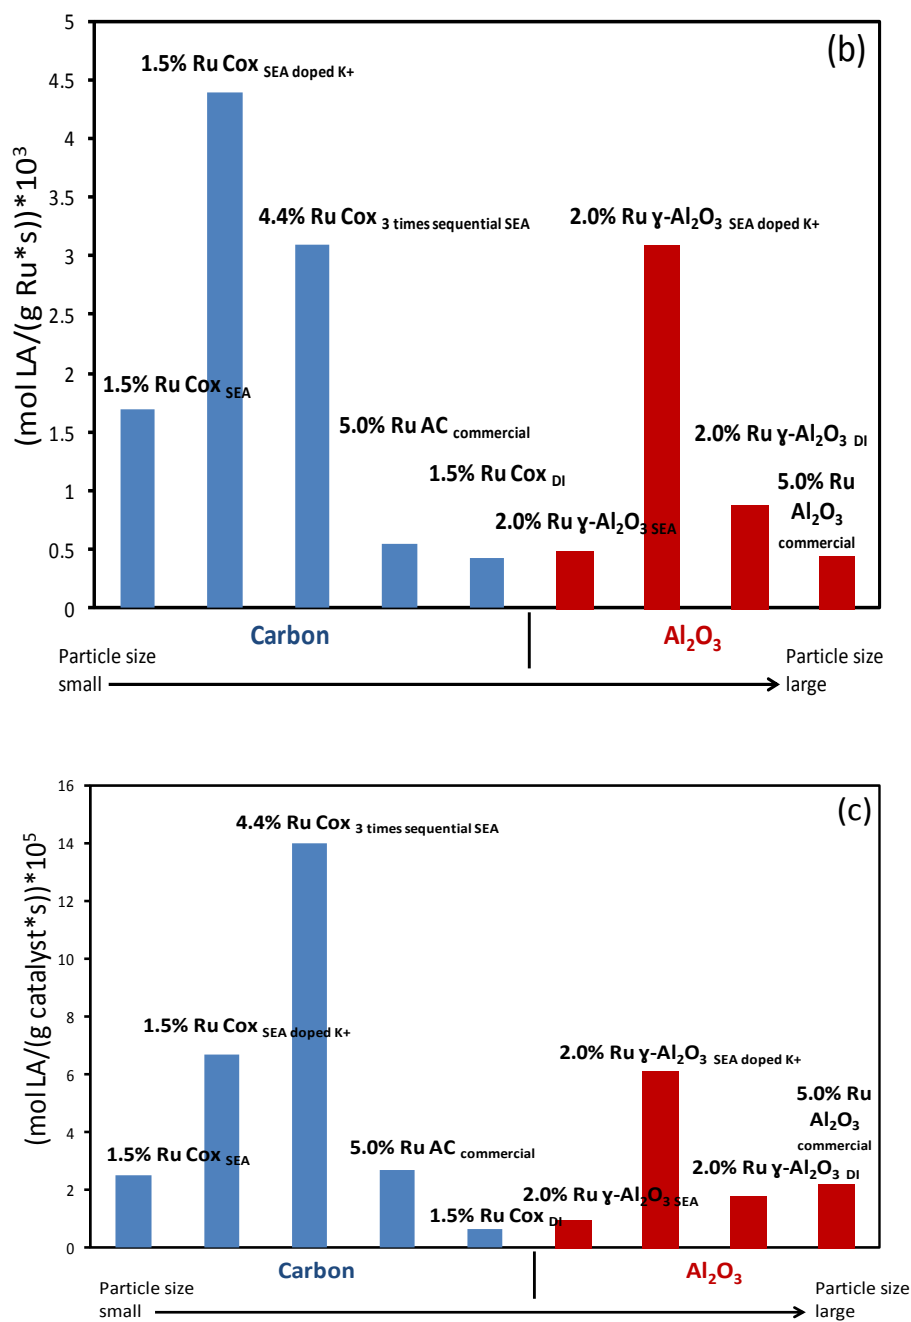 (b)
(mol LA/(g Ru*s))*10³
5
4.5
4
3.5
3
2.5
2
1.5
1
0.5
0
1.5% Ru Cox SEA doped K+
4.4% Ru Cox 3 times sequential SEA
2.0% Ru ɣ-Al₂O₃ SEA doped K+
1.5% Ru Cox SEA
5.0% Ru AC commercial
2.0% Ru ɣ-Al₂O₃ DI
1.5% Ru Cox DI
5.0% Ru
Al₂O₃
commercial
2.0% Ru ɣ-Al₂O₃ SEA
Carbon
Al₂O₃
Particle size
small
Particle size
large
(c)
(mol LA/(g catalyst*s))*10⁵
16
14
12
10
8
6
4
2
0
4.4% Ru Cox 3 times sequential SEA
1.5% Ru Cox SEA doped K+
2.0% Ru ɣ-Al₂O₃ SEA doped K+
5.0% Ru
Al₂O₃
commercial
1.5% Ru Cox SEA
5.0% Ru AC commercial
2.0% Ru ɣ-Al₂O₃ DI
2.0% Ru ɣ-Al₂O₃ SEA
1.5% Ru Cox DI
Carbon
Al₂O₃
Particle size
small
Particle size
large